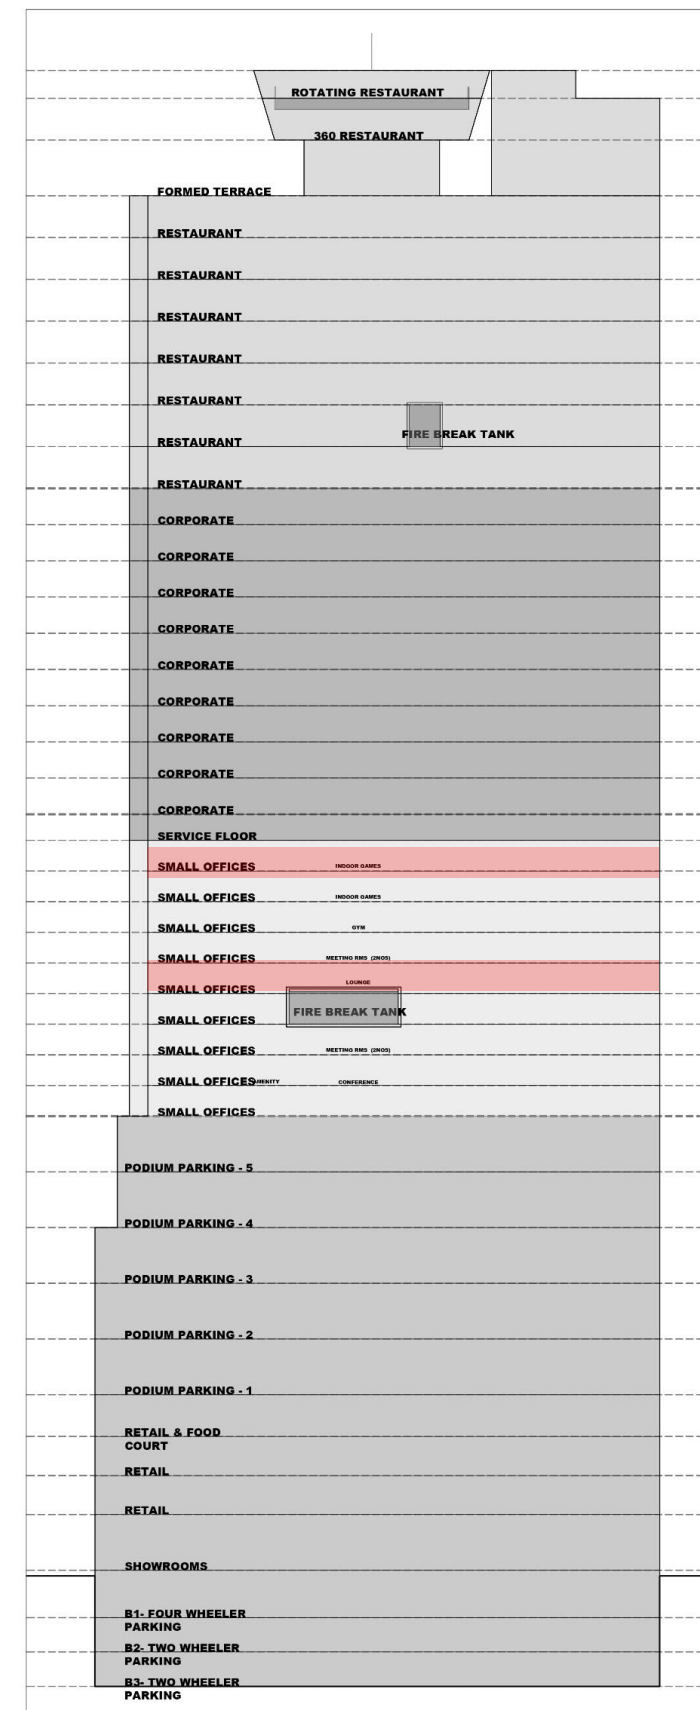 ROTATING RESTAURANT
360 RESTAURANT
FORMED TERRACE
RESTAURANT
RESTAURANT
RESTAURANT
RESTAURANT
RESTAURANT
FIRE BREAK TANK
RESTAURANT
RESTAURANT
CORPORATE
CORPORATE
CORPORATE
CORPORATE
CORPORATE
CORPORATE
CORPORATE
CORPORATE
CORPORATE
SERVICE FLOOR
SMALL OFFICES INDOOR GAMES
SMALL OFFICES INDOOR GAMES
SMALL OFFICES GYM
SMALL OFFICES MEETING RMS (2NOS)
SMALL OFFICES LOUNGE
FIRE BREAK TANK
SMALL OFFICES
SMALL OFFICES MEETING RMS (2NOS)
SMALL OFFICES AMENITY CONFERENCE
SMALL OFFICES
PODIUM PARKING - 5
PODIUM PARKING - 4
PODIUM PARKING - 3
PODIUM PARKING - 2
PODIUM PARKING - 1
RETAIL & FOOD
COURT
RETAIL
RETAIL
SHOWROOMS
B1- FOUR WHEELER
PARKING
B2- TWO WHEELER
PARKING
B3- TWO WHEELER
PARKING